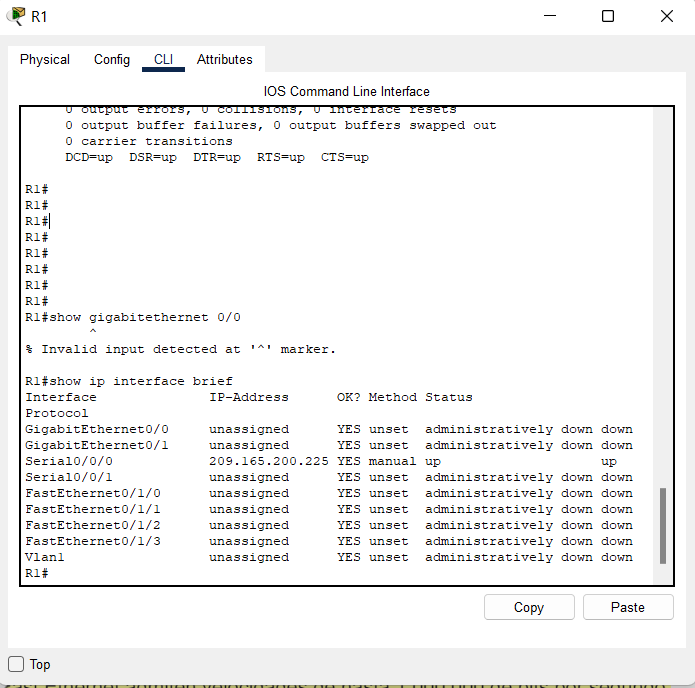 R1
Physical Config CLI Attributes
IOS Command Line Interface
0 output errors, 0 collisions, 0 interface resets
0 output buffer failures, 0 output buffers swapped out
0 carrier transitions
DCD=up DSR=up DTR=up RTS=up CTS=up
R1#
R1#
R1#
R1#
R1#
R1#
R1#
R1#
R1#show gigabitethernet 0/0
^
% Invalid input detected at '^' marker.
R1#show ip interface brief
Interface IP-Address OK? Method Status
Protocol
GigabitEthernet0/0 unassigned YES unset administratively down down
GigabitEthernet0/1 unassigned YES unset administratively down down
Serial0/0/0 209.165.200.225 YES manual up up
Serial0/0/1 unassigned YES unset administratively down down
FastEthernet0/1/0 unassigned YES unset administratively down down
FastEthernet0/1/1 unassigned YES unset administratively down down
FastEthernet0/1/2 unassigned YES unset administratively down down
FastEthernet0/1/3 unassigned YES unset administratively down down
Vlan1 unassigned YES unset administratively down down
R1#
Copy Paste
Top